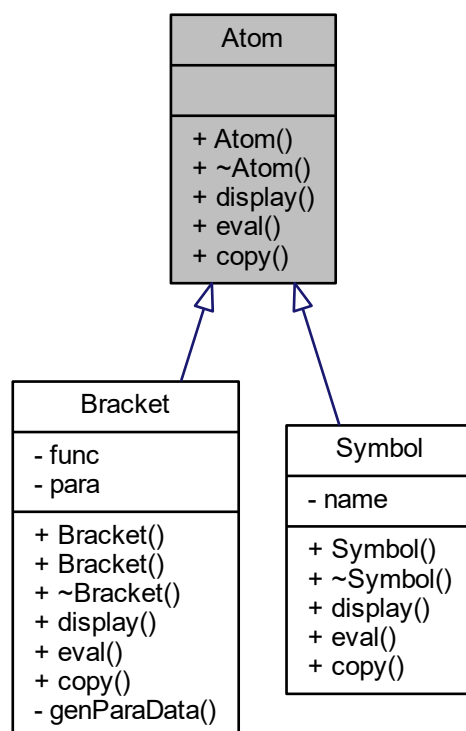 Atom
+ Atom()
+ ~Atom()
+ display()
+ eval()
+ copy()
Bracket
- func
- para
+ Bracket()
+ Bracket()
+ ~Bracket()
+ display()
+ eval()
+ copy()
- genParaData()
Symbol
- name
+ Symbol()
+ ~Symbol()
+ display()
+ eval()
+ copy()